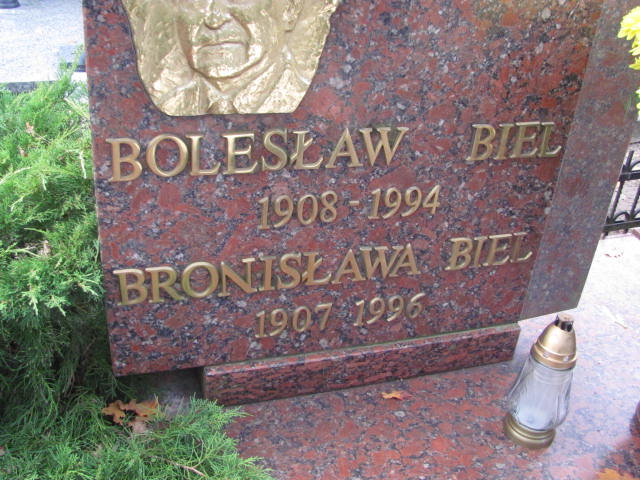 BOLESŁAW BIEL
1908 - 1994
BRONISŁAWA BIEL
1907 1996